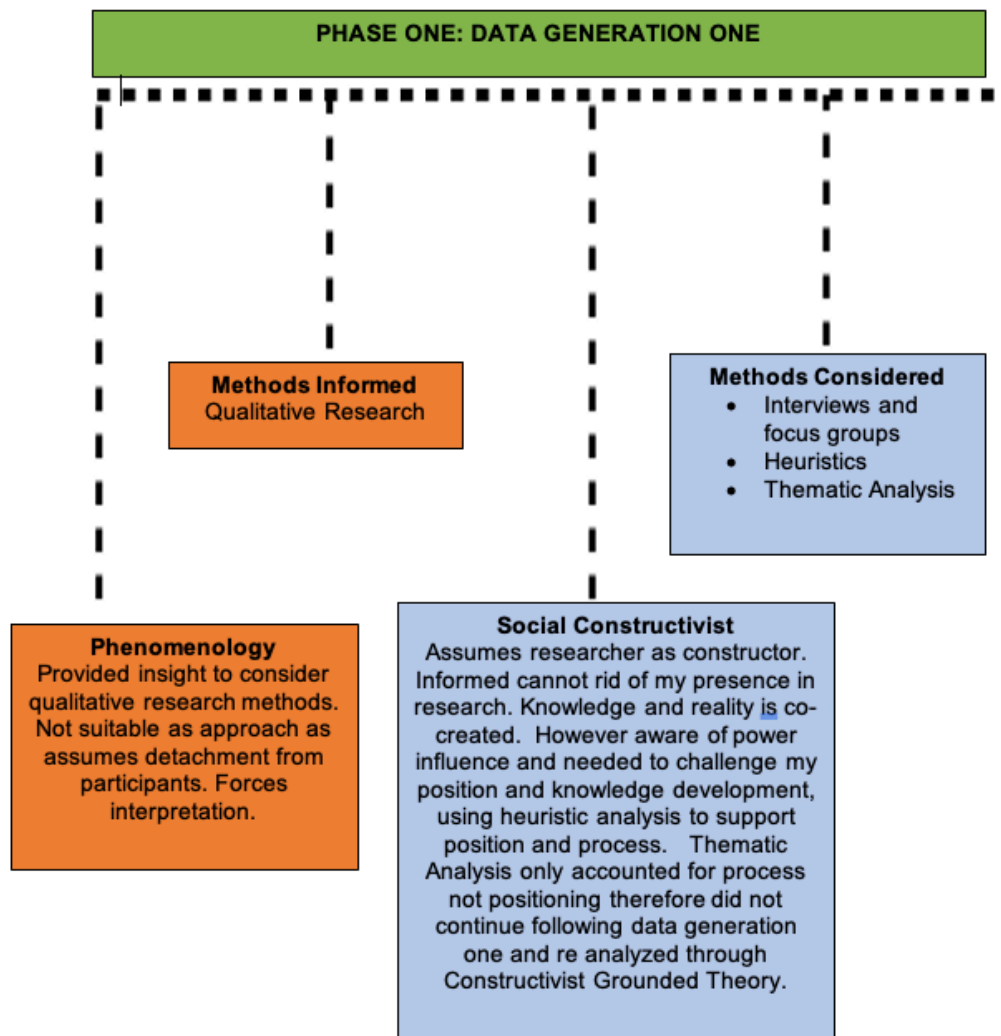 PHASE ONE: DATA GENERATION ONE
Methods Informed
Qualitative Research
Methods Considered
• Interviews and
focus groups
• Heuristics
• Thematic Analysis
Phenomenology
Provided insight to consider
qualitative research methods.
Not suitable as approach as
assumes detachment from
participants. Forces
interpretation.
Social Constructivist
Assumes researcher as constructor.
Informed cannot rid of my presence in
research. Knowledge and reality is co-
created.  However aware of power
influence and needed to challenge my
position and knowledge development,
using heuristic analysis to support
position and process.   Thematic
Analysis only accounted for process
not positioning therefore did not
continue following data generation
one and re analyzed through
Constructivist Grounded Theory.